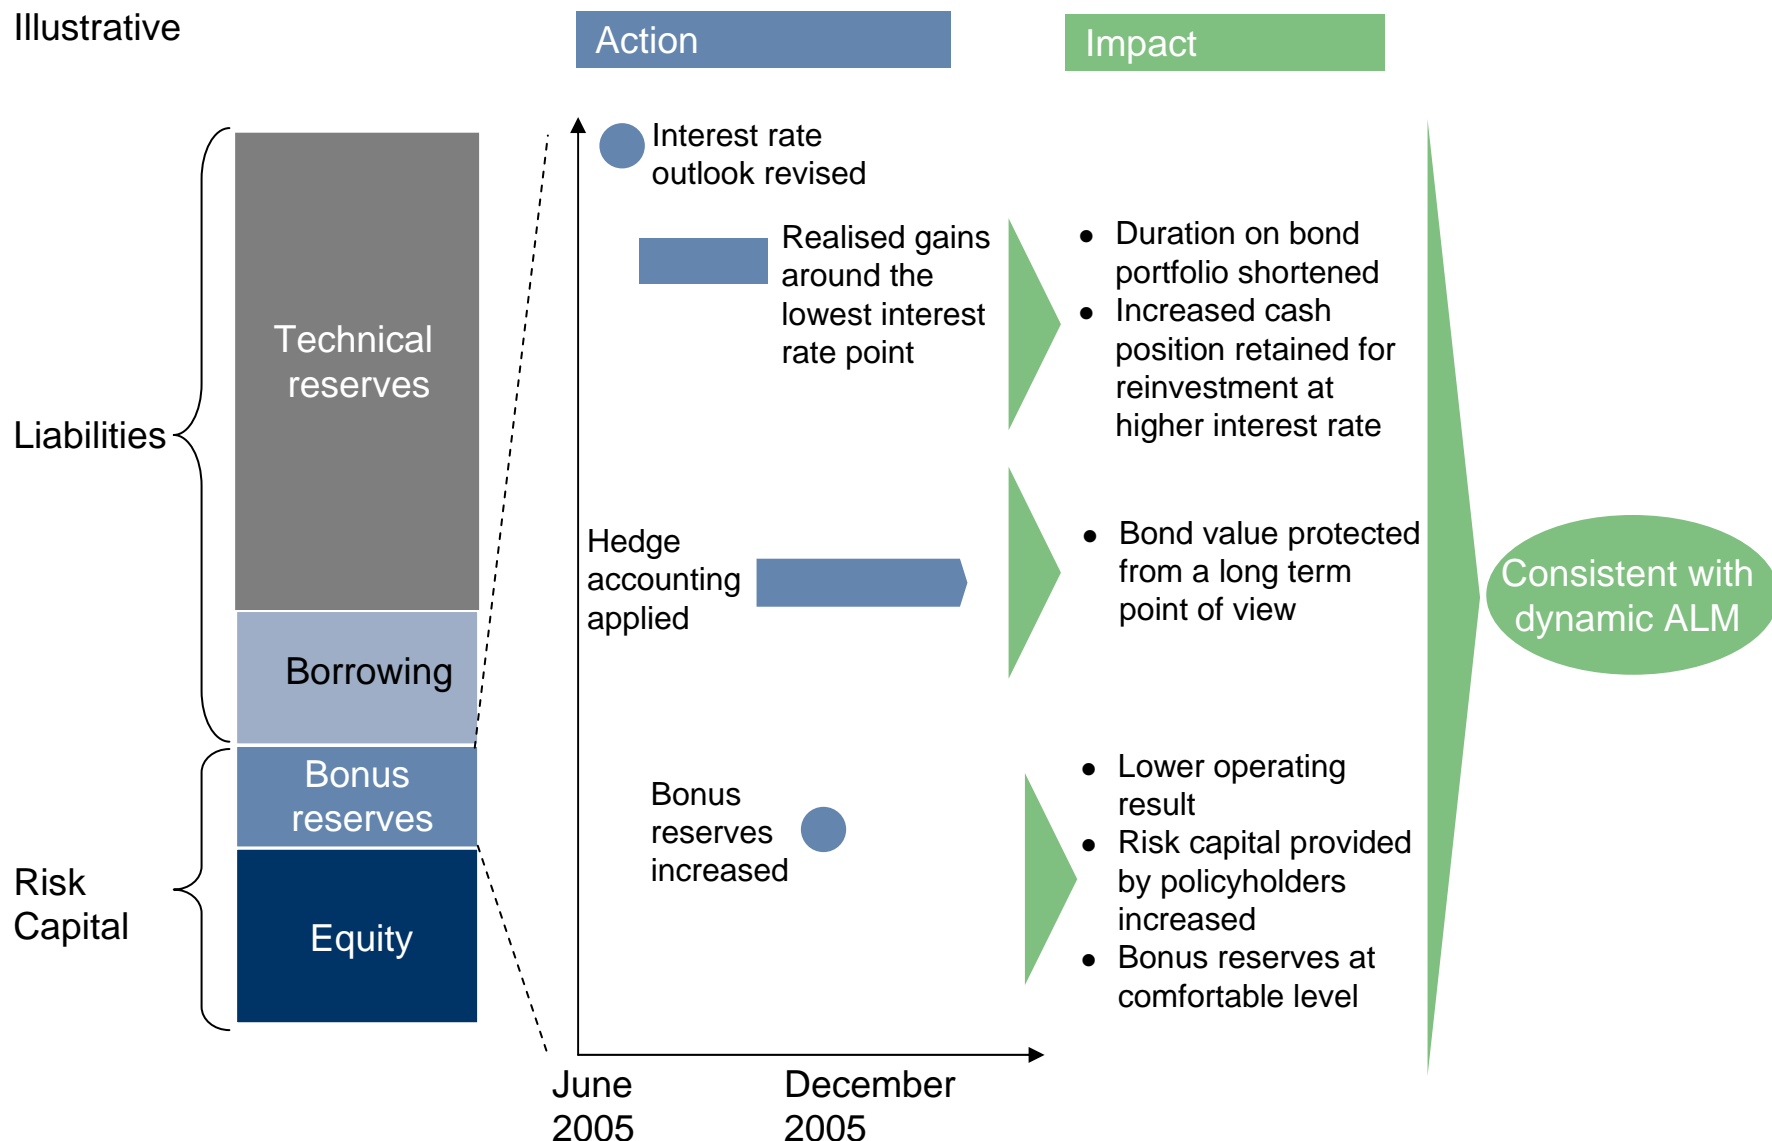 Illustrative
Action
Impact
Liabilities
Technical
reserves
Borrowing
Risk
Capital
Bonus
reserves
Equity
Interest rate
outlook revised
Realised gains
around the
lowest interest
rate point
Hedge
accounting
applied
Bonus
reserves
increased
June
2005
December
2005
● Duration on bond
portfolio shortened
● Increased cash
position retained for
reinvestment at
higher interest rate
● Bond value protected
from a long term
point of view
● Lower operating
result
● Risk capital provided
by policyholders
increased
● Bonus reserves at
comfortable level
Consistent with
dynamic ALM